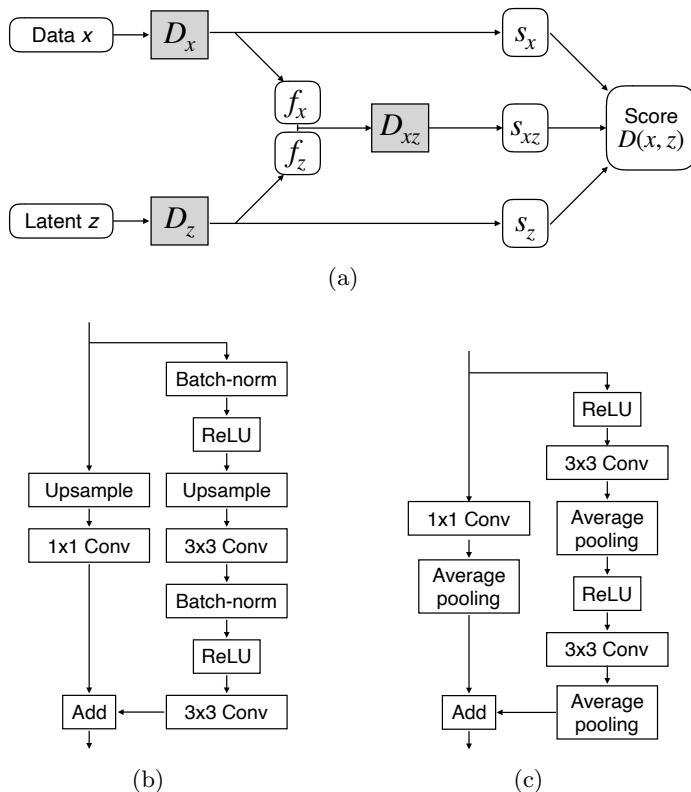 Data x
D_x
s_x
f_x
D_xz
s_xz
Score
D(x, z)
f_z
Latent z
D_z
s_z
(a)
Batch-norm
ReLU
Upsample
Upsample
1x1 Conv
3x3 Conv
Batch-norm
ReLU
Add
3x3 Conv
(b)
ReLU
3x3 Conv
1x1 Conv
Average
pooling
Average
pooling
ReLU
3x3 Conv
Add
Average
pooling
(c)